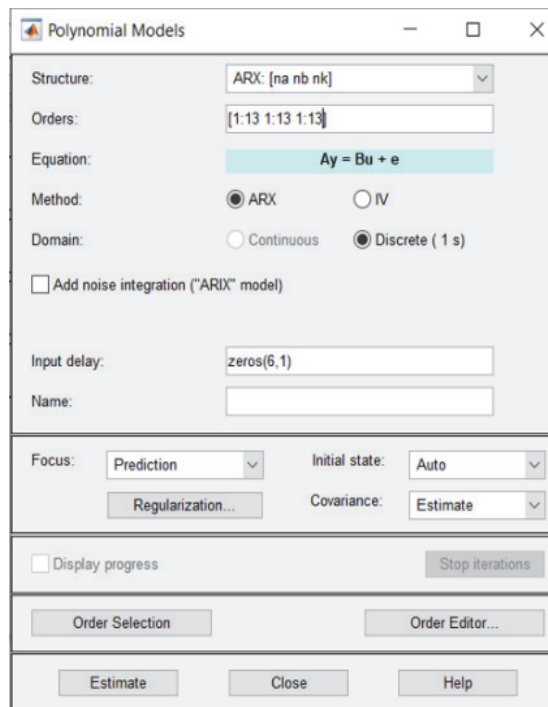 Polynomial Models
Structure: ARX: [na nb nk]
Orders: [1:13 1:13 1:13]
Equation: Ay = Bu + e
Method: ARX IV
Domain: Continuous Discrete ( 1 s)
Add noise integration ("ARIX" model)
Input delay: zeros(6,1)
Name:
Focus: Prediction Initial state: Auto
Regularization... Covariance: Estimate
Display progress Stop iterations
Order Selection Order Editor...
Estimate Close Help